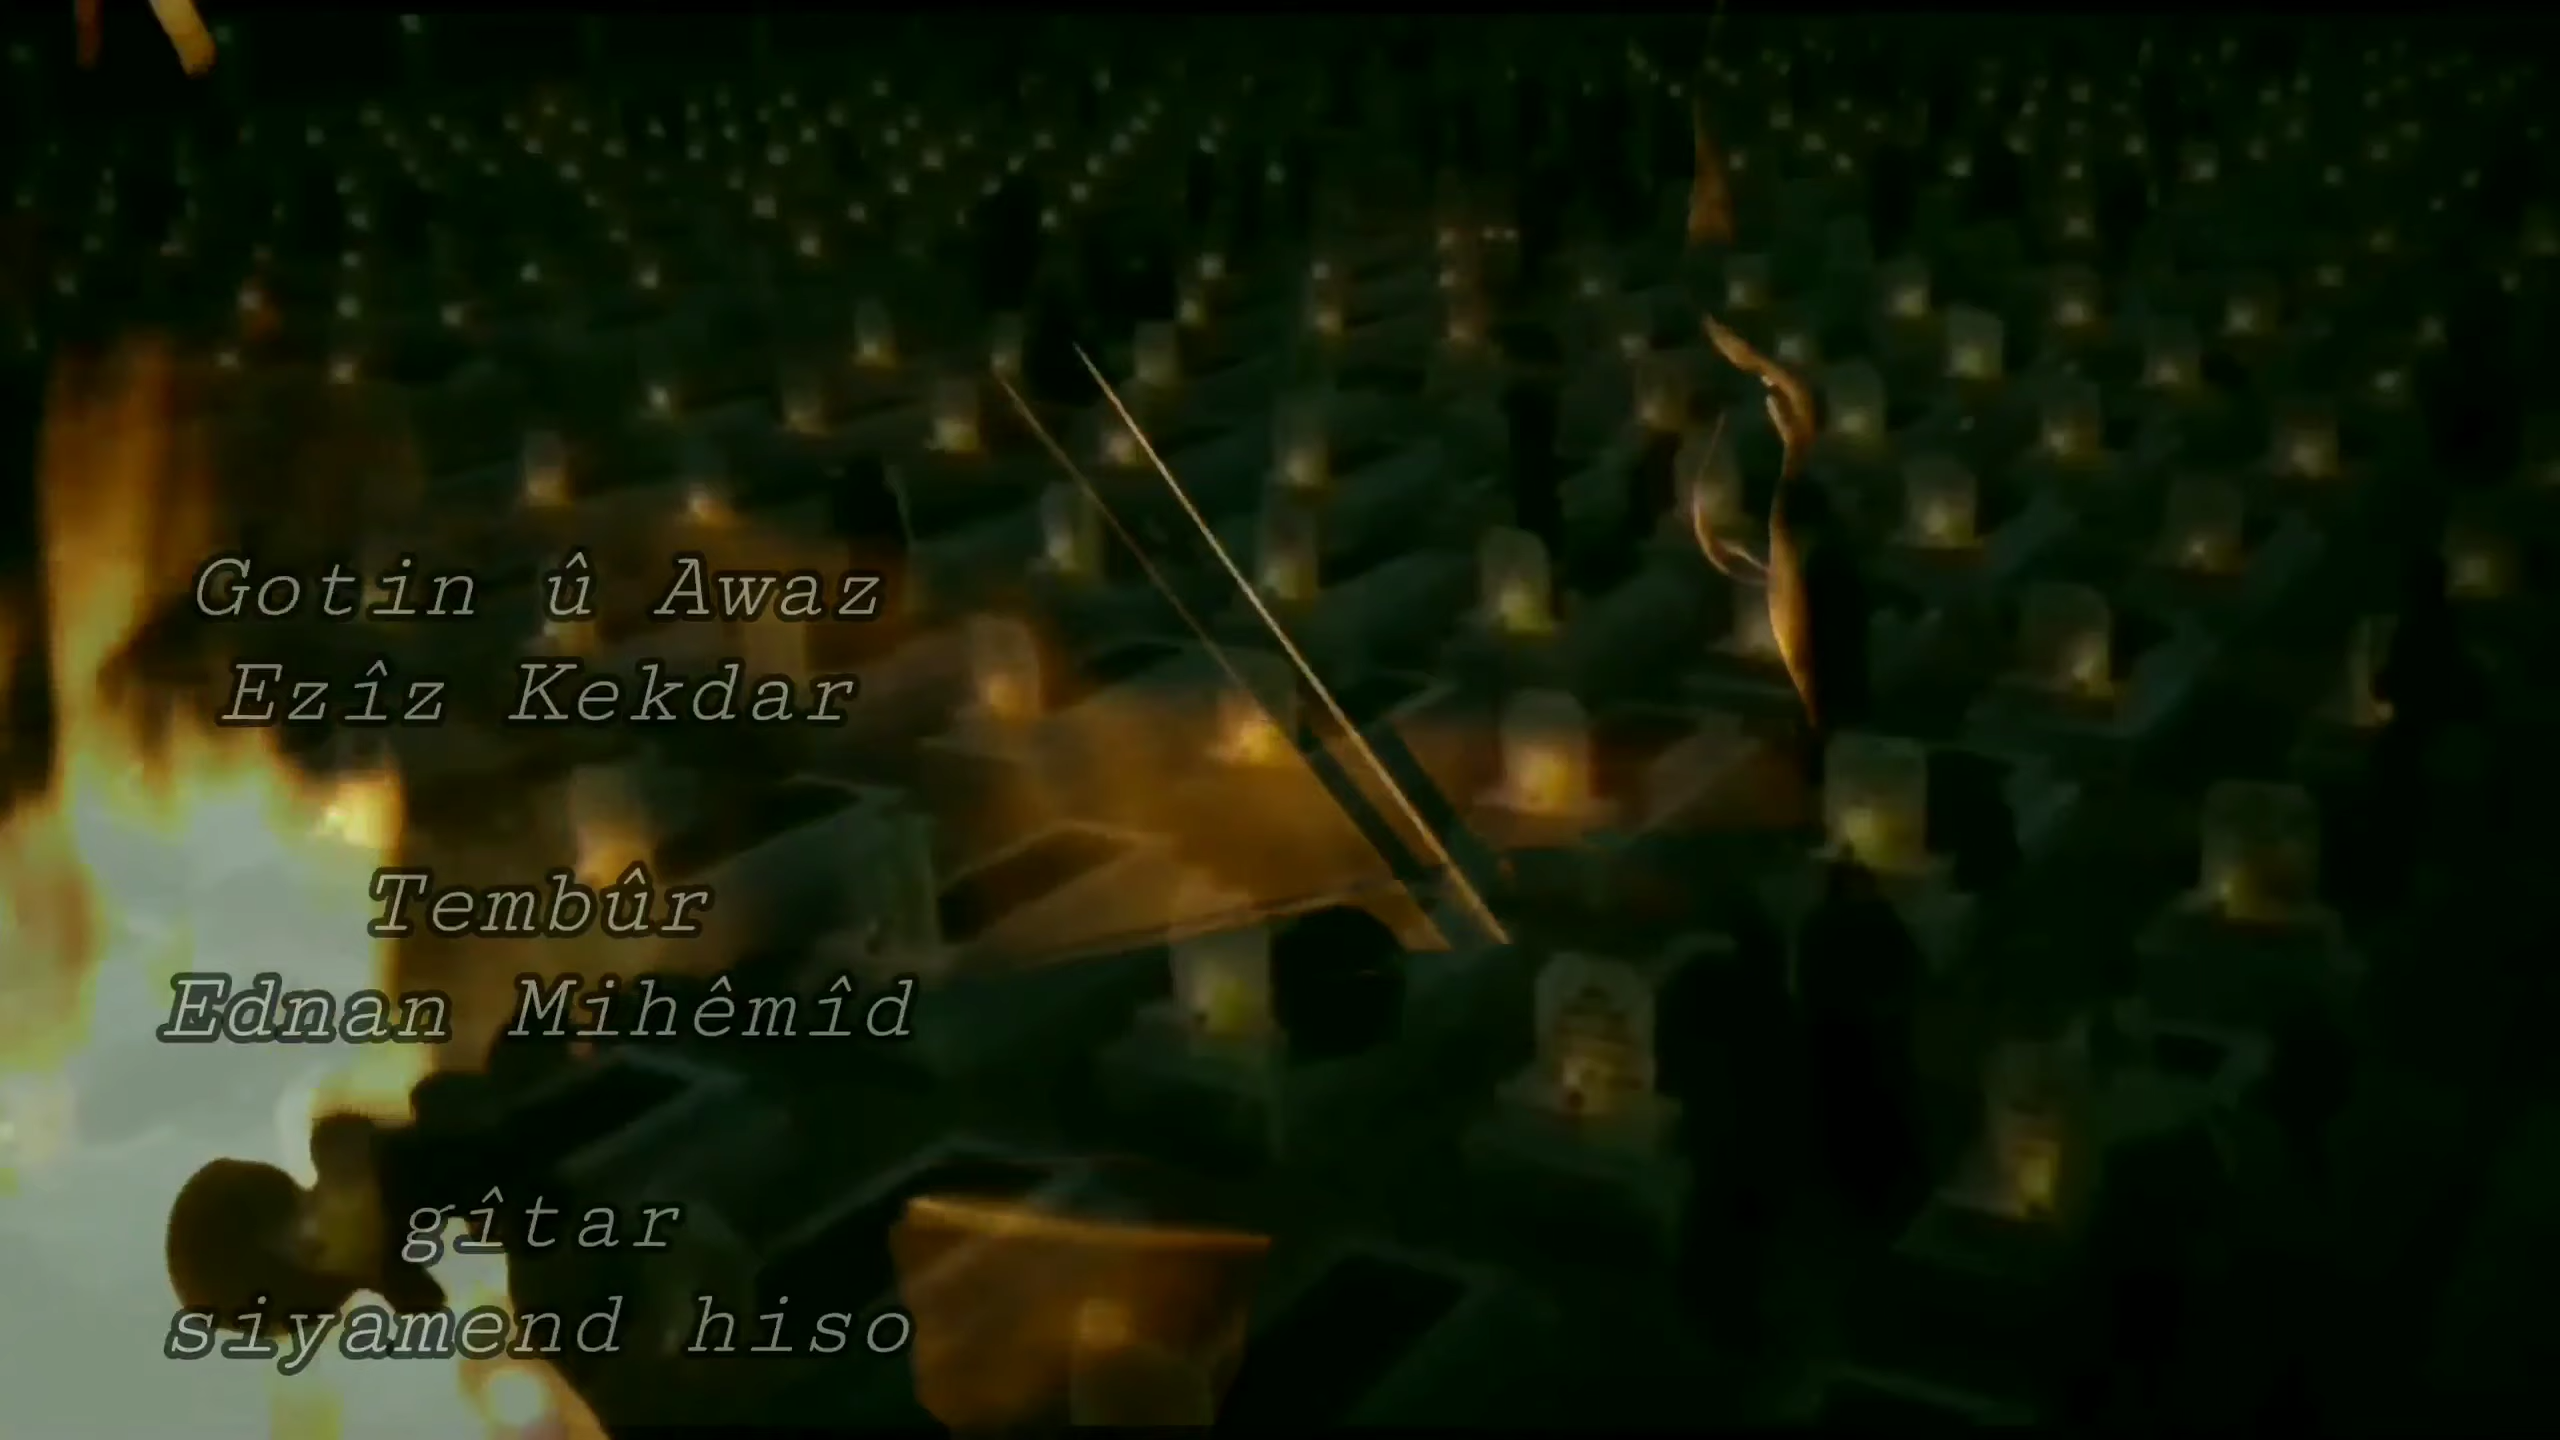 Gotin û Awaz
Ezîz Kekdar
Tembûr
Ednan Mihêmîd
gîtar
siyamend hiso